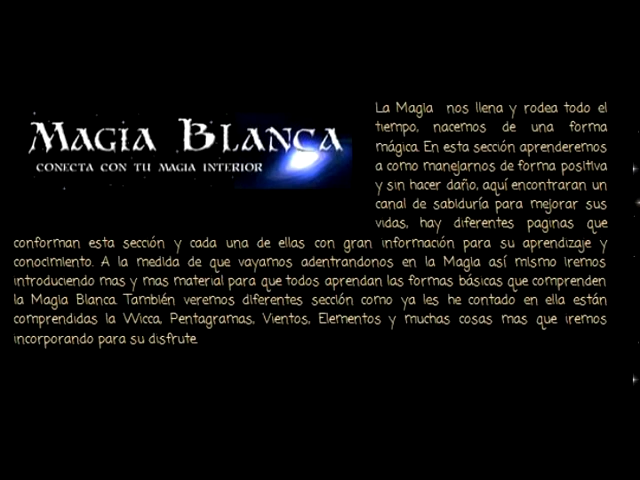 MAGIA BLANCA
CONECTA CON TU MAGIA INTERIOR
La Magia nos llena y rodea todo el
tiempo, nacemos de una forma
mágica. En esta sección aprenderemos
a como manejarnos de forma positiva
y sin hacer daño, aquí encontraran un
canal de sabiduría para mejorar sus
vidas, hay diferentes paginas que
conforman esta sección y cada una de ellas con gran información para su aprendizaje y
conocimiento. A la medida de que vayamos adentrandonos en la Magia así mismo iremos
introduciendo mas y mas material para que todos aprendan las formas básicas que comprenden
la Magia Blanca. También veremos diferentes sección como ya les he contado en ella están
comprendidas la Wicca, Pentagramas, Vientos, Elementos y muchas cosas mas que iremos
incorporando para su disfrute.